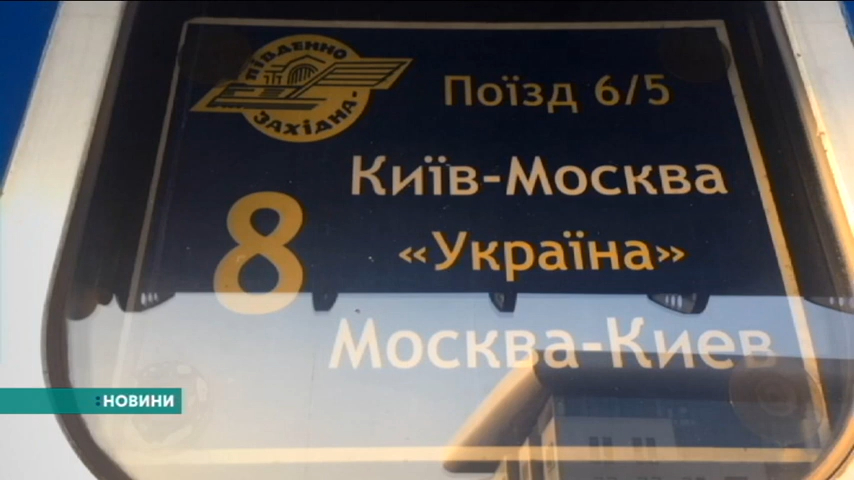 ПІВДЕННО
ЗАХІДНА
Поїзд 6/5
Київ-Москва
8
«Україна»
Москва-Киев
:НОВИНИ